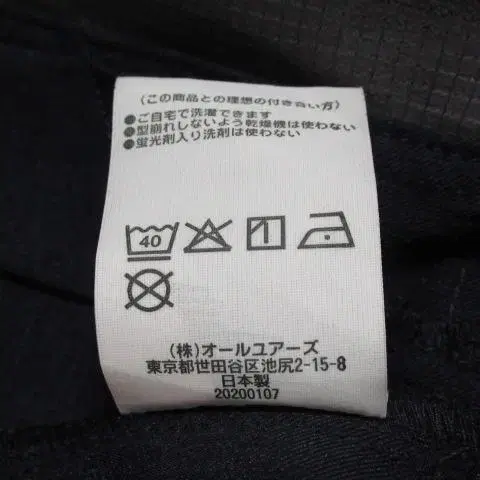 (この商品との理想の付き合い方)
●ご自宅で洗濯できます
●型崩れしないよう乾燥機は使わない
●蛍光剤入り洗剤は使わない
40
(株)オールユアーズ
東京都世田谷区池尻2-15-8
日本製
20200107